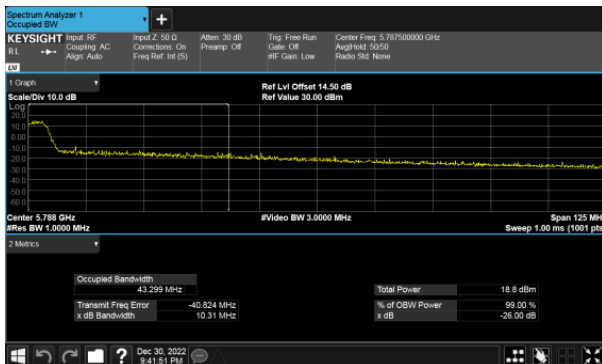 Spectrum Analyzer 1
Occupied BW
KEYSIGHT Input: RF Input Z: 50 Ω Atten: 30 dB Trig: Free Run Center Freq: 5.787500000 GHz
RL Coupling: AC Corrections: On Preamp: Off Gate: Off Avg|Hold: 50/50
Align: Auto Freq Ref: Int (S) #IF Gain: Low Radio Std: None
1 Graph
Ref Lvl Offset 14.50 dB
Scale/Div 10.0 dB Ref Value 30.00 dBm
Log
20.0
10.0
0.00
-10.0
-20.0
-30.0
-40.0
-50.0
-60.0
Center 5.788 GHz #Video BW 3.0000 MHz Span 125 MH
#Res BW 1.0000 MHz Sweep 1.00 ms (1001 pts
2 Metrics
Occupied Bandwidth
43.299 MHz Total Power 18.8 dBm
Transmit Freq Error -40.824 MHz % of OBW Power 99.00 %
x dB Bandwidth 10.31 MHz x dB -26.00 dB
? Dec 30, 2022
9:41:51 PM